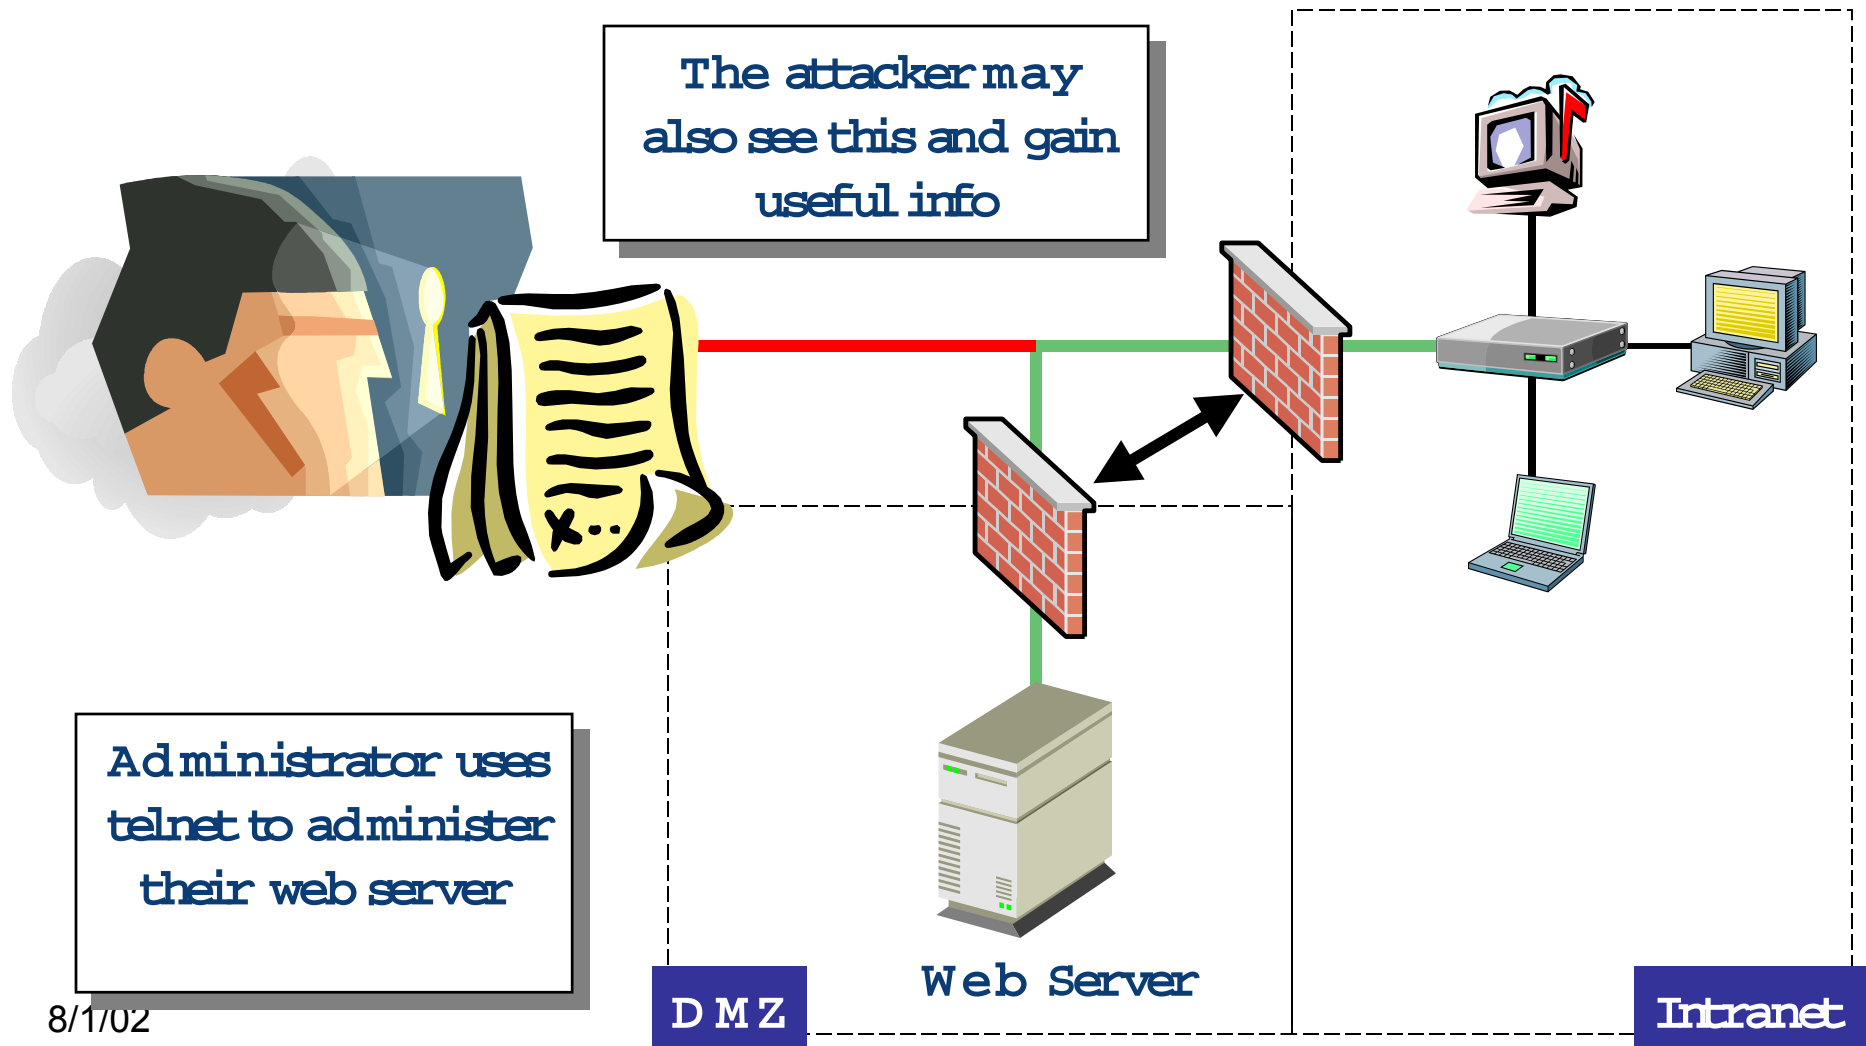 The attacker may
also see this and gain
useful info
Administrator uses
telnet to administer
their web server
Web Server
DMZ
Intranet
8/1/02